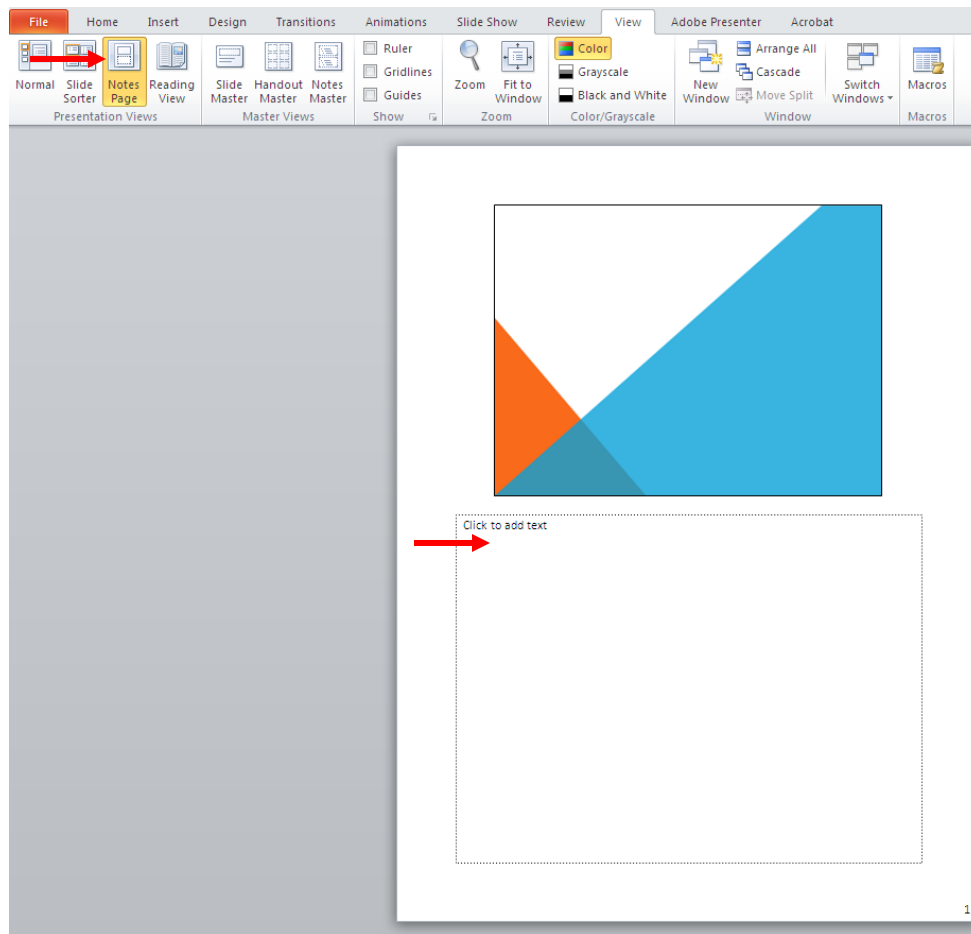 File Home Insert Design Transitions Animations Slide Show Review View Adobe Presenter Acrobat
Normal
Slide Sorter
Notes Page
Reading View
Presentation Views
Slide Master
Handout Master
Notes Master
Master Views
Ruler
Gridlines
Guides
Show
Zoom
Fit to Window
Zoom
Color
Grayscale
Black and White
Color/Grayscale
New Window
Arrange All
Cascade
Move Split
Switch Windows
Window
Macros
Macros
Click to add text
1